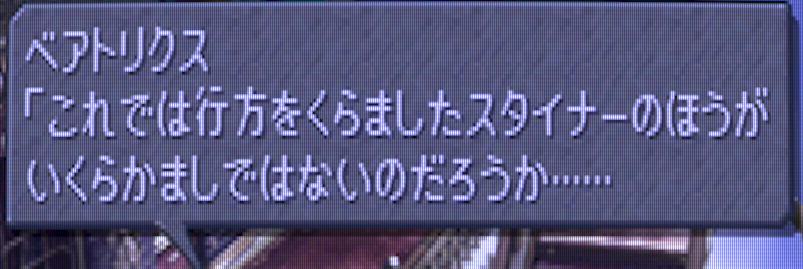 ベアトリクス
「これでは行方をくらましたスタイナーのほうが
いくらかましではないのだろうか……